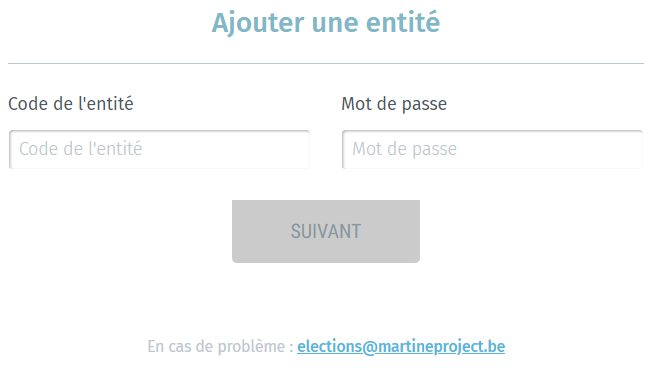 Ajouter une entité
Code de l'entité
Mot de passe
Code de l'entité
Mot de passe
SUIVANT
En cas de problème : elections@martineproject.be